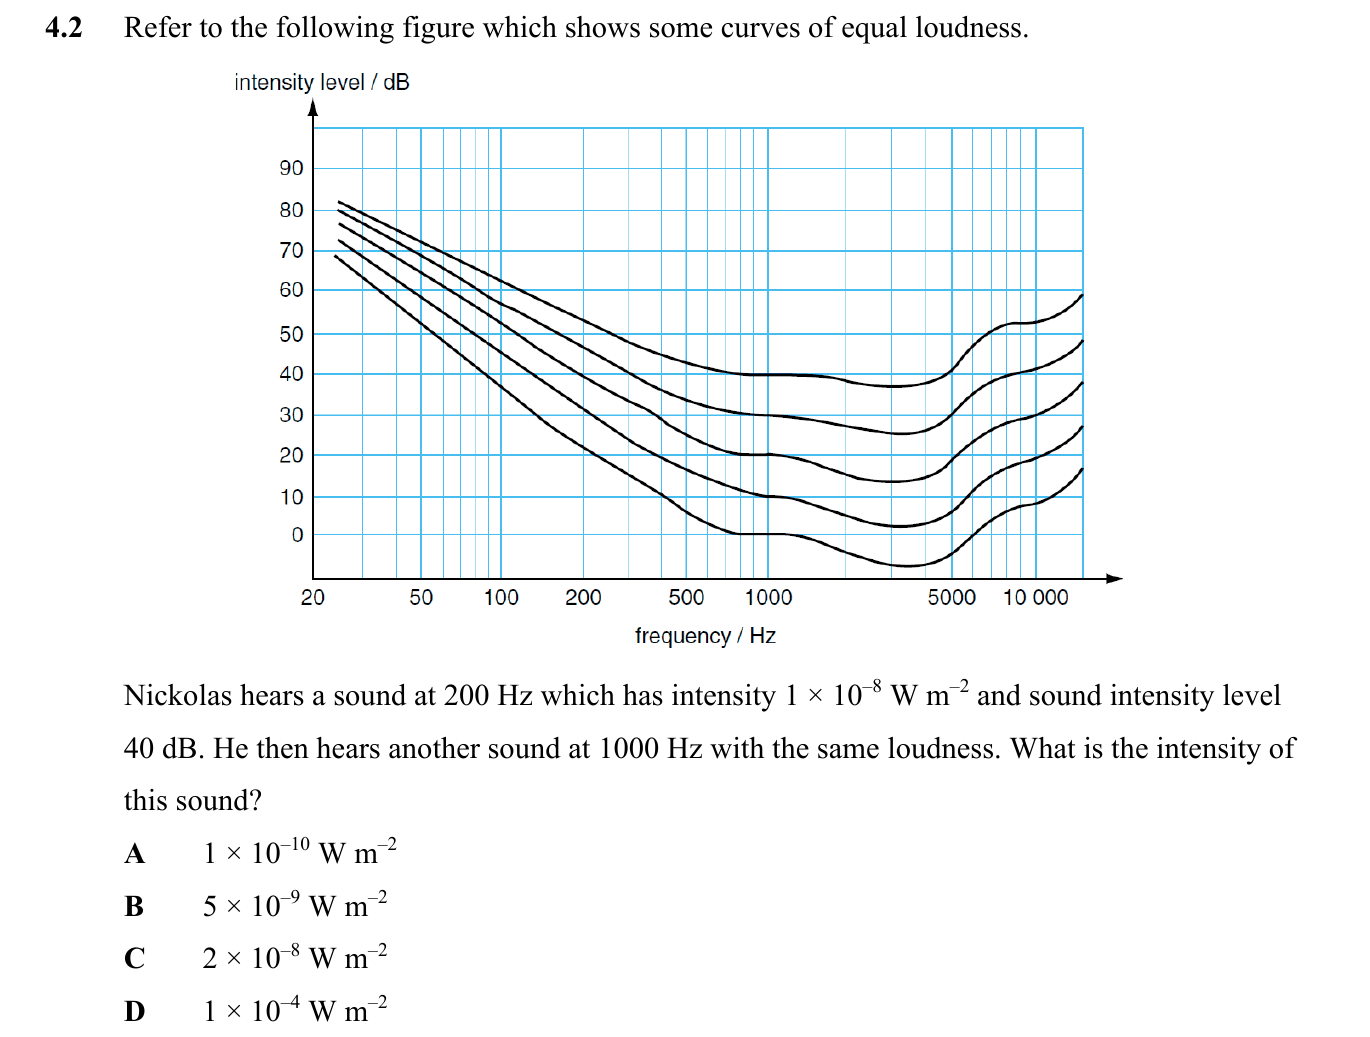 4.2 Refer to the following figure which shows some curves of equal loudness.
intensity level / dB
90
80
70
60
50
40
30
20
10
0
20 50 100 200 500 1000 5000 10 000
frequency / Hz
Nickolas hears a sound at 200 Hz which has intensity 1 × 10⁻⁸ W m⁻² and sound intensity level
40 dB. He then hears another sound at 1000 Hz with the same loudness. What is the intensity of
this sound?
A 1 × 10⁻¹⁰ W m⁻²
B 5 × 10⁻⁹ W m⁻²
C 2 × 10⁻⁸ W m⁻²
D 1 × 10⁻⁴ W m⁻²